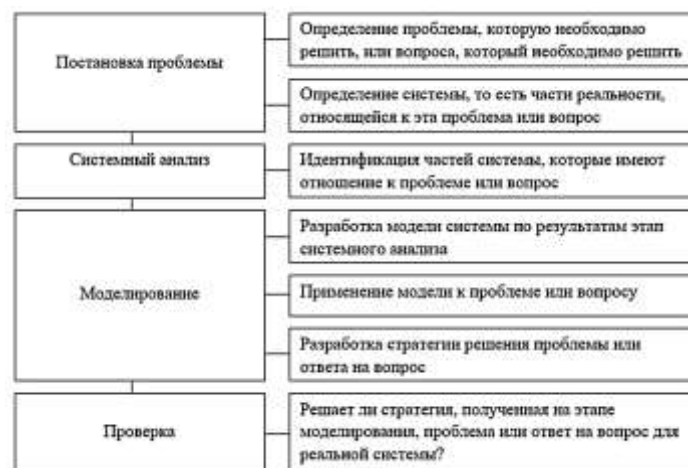 Постановка проблемы
Определение проблемы, которую необходимо
решить, или вопроса, который необходимо решить
Определение системы, то есть части реальности,
относящейся к эта проблема или вопрос
Системный анализ
Идентификация частей системы, которые имеют
отношение к проблеме или вопрос
Моделирование
Разработка модели системы по результатам этап
системного анализа
Применение модели к проблеме или вопросу
Разработка стратегии решения проблемы или
ответа на вопрос
Проверка
Решает ли стратегия, полученная на этапе
моделирования, проблема или ответ на вопрос для
реальной системы?